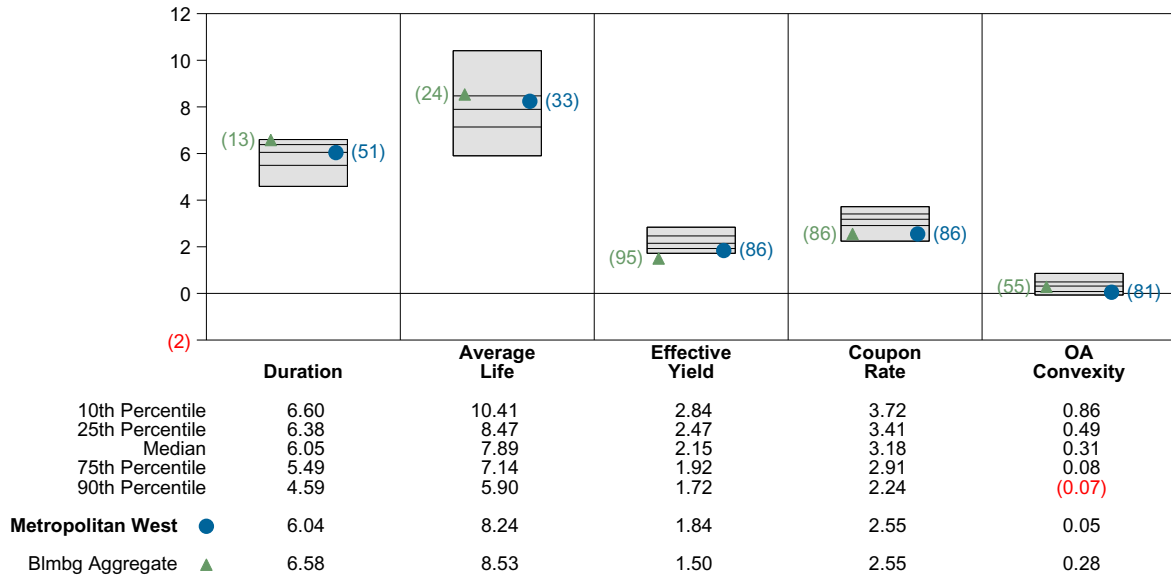 12
10
8
6
4
2
0
(2)
(13) (51)
(24) (33)
(95) (86)
(86) (86)
(55) (81)
Duration Average Life Effective Yield Coupon Rate OA Convexity
10th Percentile 6.60 10.41 2.84 3.72 0.86
25th Percentile 6.38 8.47 2.47 3.41 0.49
Median 6.05 7.89 2.15 3.18 0.31
75th Percentile 5.49 7.14 1.92 2.91 0.08
90th Percentile 4.59 5.90 1.72 2.24 (0.07)
Metropolitan West 6.04 8.24 1.84 2.55 0.05
Blmbg Aggregate 6.58 8.53 1.50 2.55 0.28